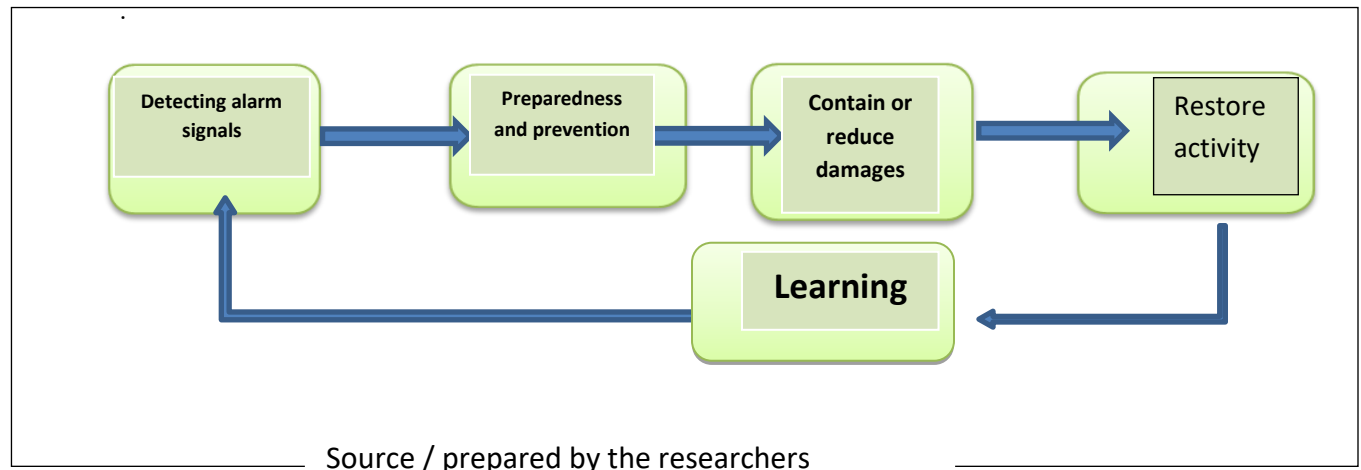 Detecting alarm
signals
Preparedness
and prevention
Contain or
reduce
damages
Restore
activity
Learning
Source / prepared by the researchers